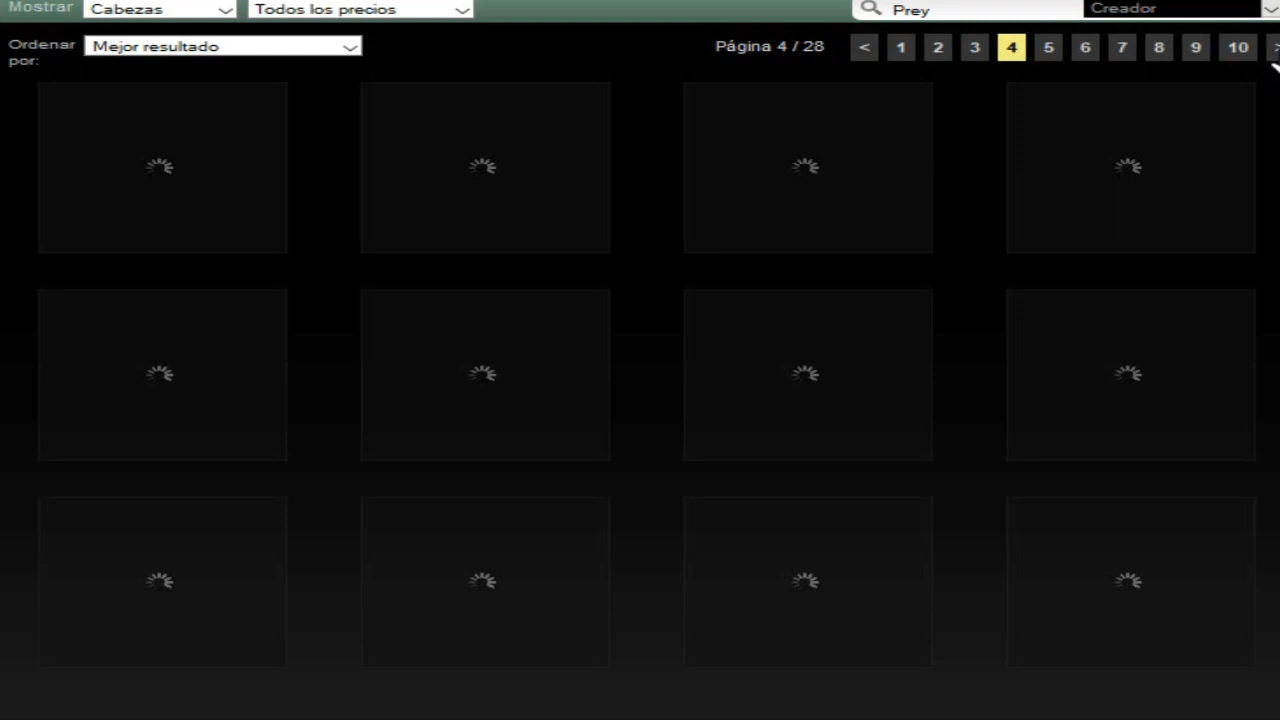 Mostrar Cabezas Todos los precios Prey Creador
Ordenar por: Mejor resultado Página 4 / 28 < 1 2 3 4 5 6 7 8 9 10 >